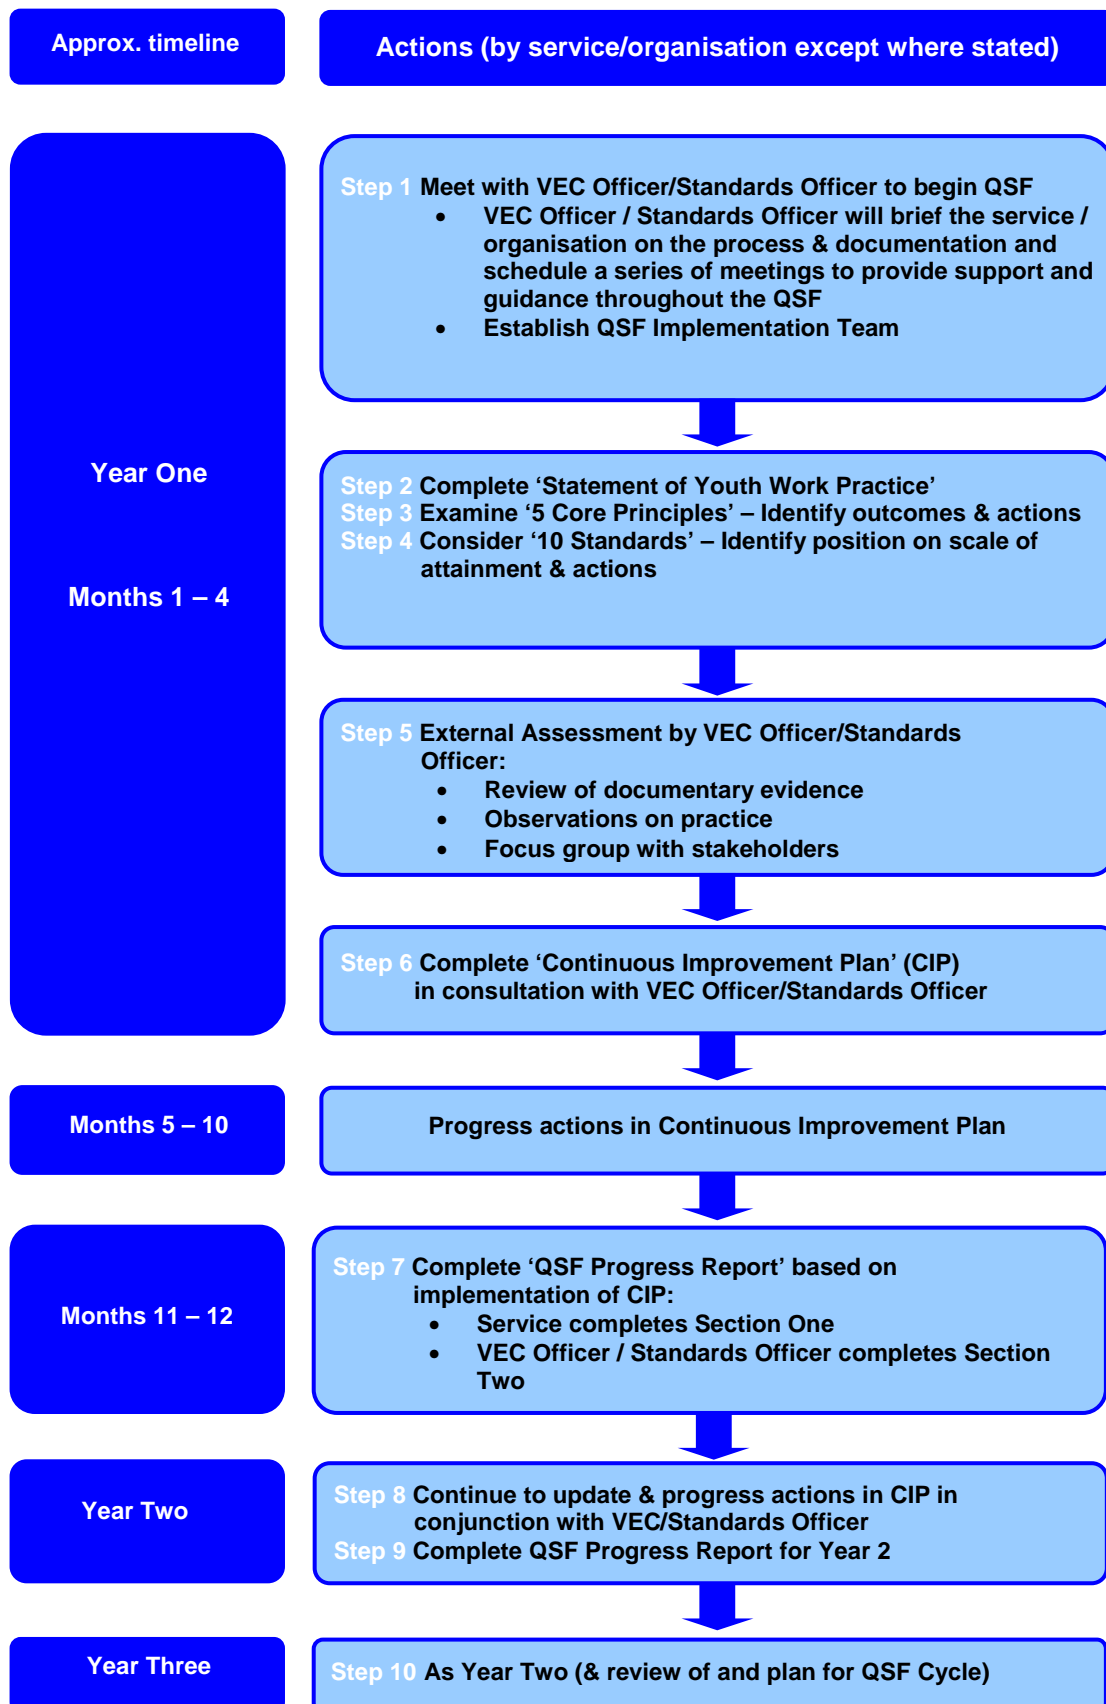 Approx. timeline
Actions (by service/organisation except where stated)
Year One
Months 1 – 4
Step 1 Meet with VEC Officer/Standards Officer to begin QSF
• VEC Officer / Standards Officer will brief the service /
organisation on the process & documentation and
schedule a series of meetings to provide support and
guidance throughout the QSF
• Establish QSF Implementation Team
Step 2 Complete ‘Statement of Youth Work Practice’
Step 3 Examine ‘5 Core Principles’ – Identify outcomes & actions
Step 4 Consider ‘10 Standards’ – Identify position on scale of
attainment & actions
Step 5 External Assessment by VEC Officer/Standards
Officer:
• Review of documentary evidence
• Observations on practice
• Focus group with stakeholders
Step 6 Complete ‘Continuous Improvement Plan’ (CIP)
in consultation with VEC Officer/Standards Officer
Months 5 – 10
Progress actions in Continuous Improvement Plan
Months 11 – 12
Step 7 Complete ‘QSF Progress Report’ based on
implementation of CIP:
• Service completes Section One
• VEC Officer / Standards Officer completes Section
Two
Year Two
Step 8 Continue to update & progress actions in CIP in
conjunction with VEC/Standards Officer
Step 9 Complete QSF Progress Report for Year 2
Year Three
Step 10 As Year Two (& review of and plan for QSF Cycle)